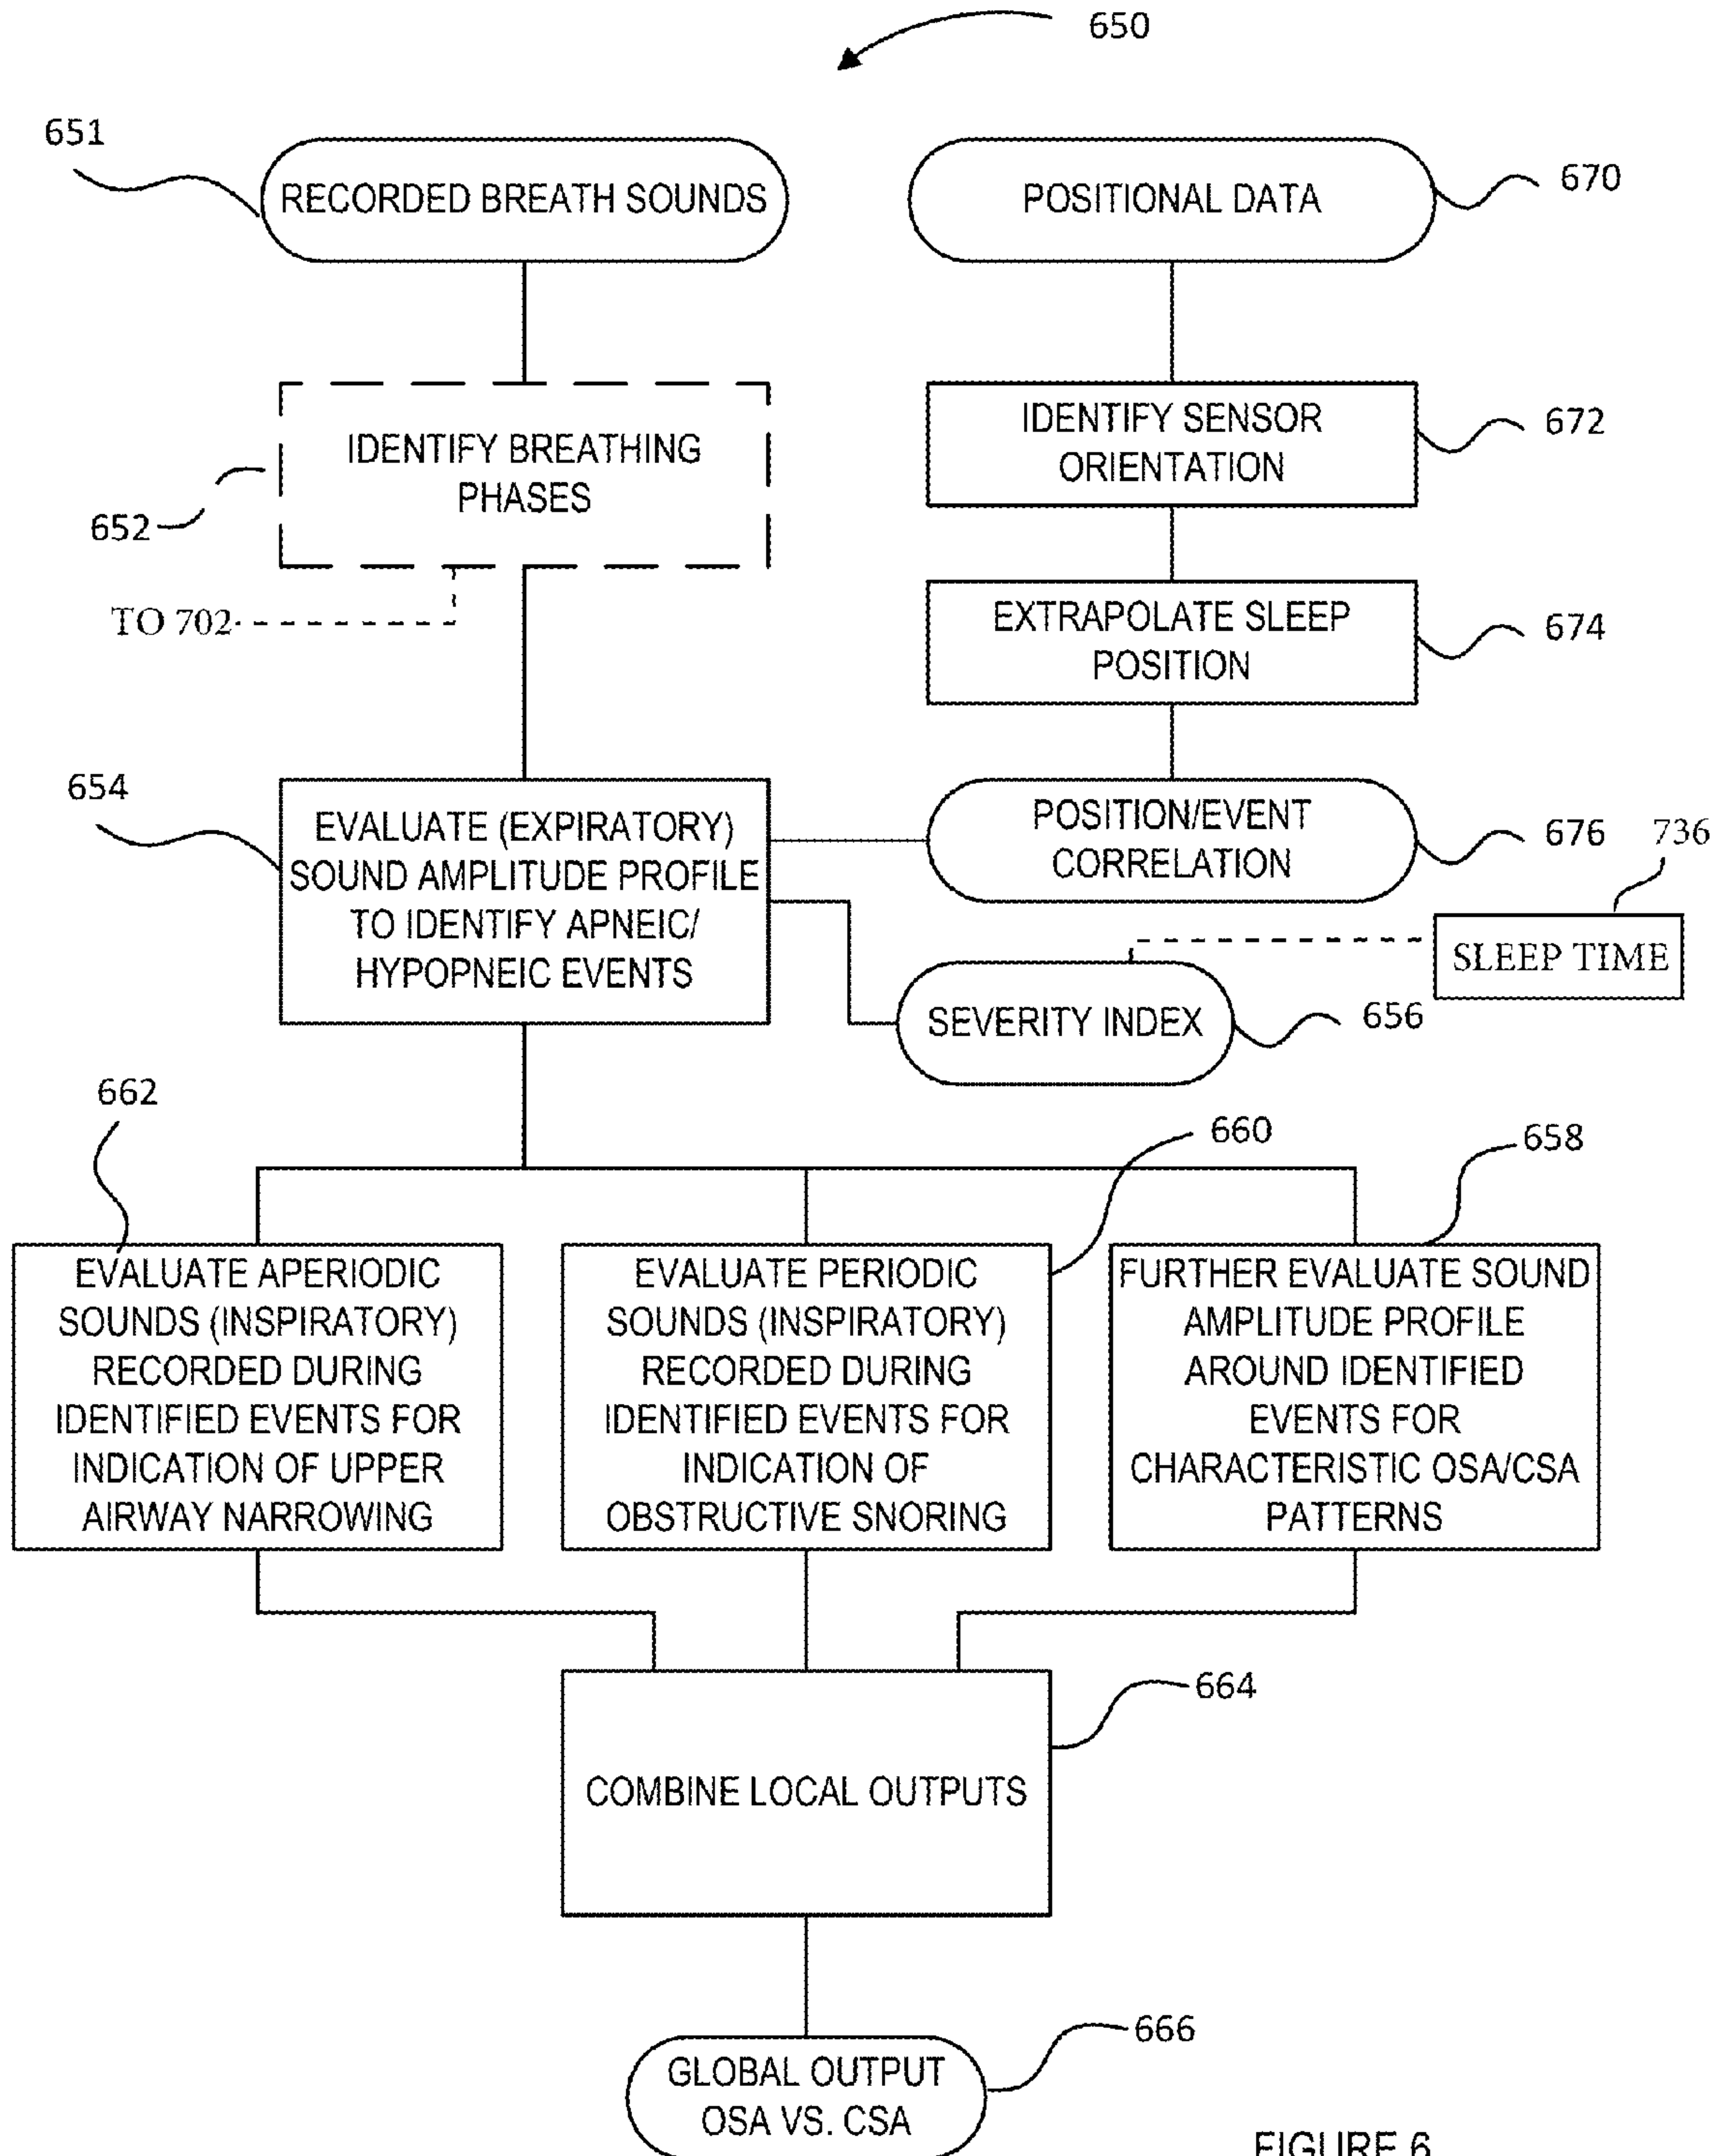 650
651
RECORDED BREATH SOUNDS
POSITIONAL DATA
670
IDENTIFY BREATHING
PHASES
652
TO 702
IDENTIFY SENSOR
ORIENTATION
672
EXTRAPOLATE SLEEP
POSITION
674
654
EVALUATE (EXPIRATORY)
SOUND AMPLITUDE PROFILE
TO IDENTIFY APNEIC/
HYPOPNEIC EVENTS
POSITION/EVENT
CORRELATION
676
736
SLEEP TIME
SEVERITY INDEX
656
662
660
658
EVALUATE APERIODIC
SOUNDS (INSPIRATORY)
RECORDED DURING
IDENTIFIED EVENTS FOR
INDICATION OF UPPER
AIRWAY NARROWING
EVALUATE PERIODIC
SOUNDS (INSPIRATORY)
RECORDED DURING
IDENTIFIED EVENTS FOR
INDICATION OF
OBSTRUCTIVE SNORING
FURTHER EVALUATE SOUND
AMPLITUDE PROFILE
AROUND IDENTIFIED
EVENTS FOR
CHARACTERISTIC OSA/CSA
PATTERNS
664
COMBINE LOCAL OUTPUTS
666
GLOBAL OUTPUT
OSA VS. CSA
FIGURE 6